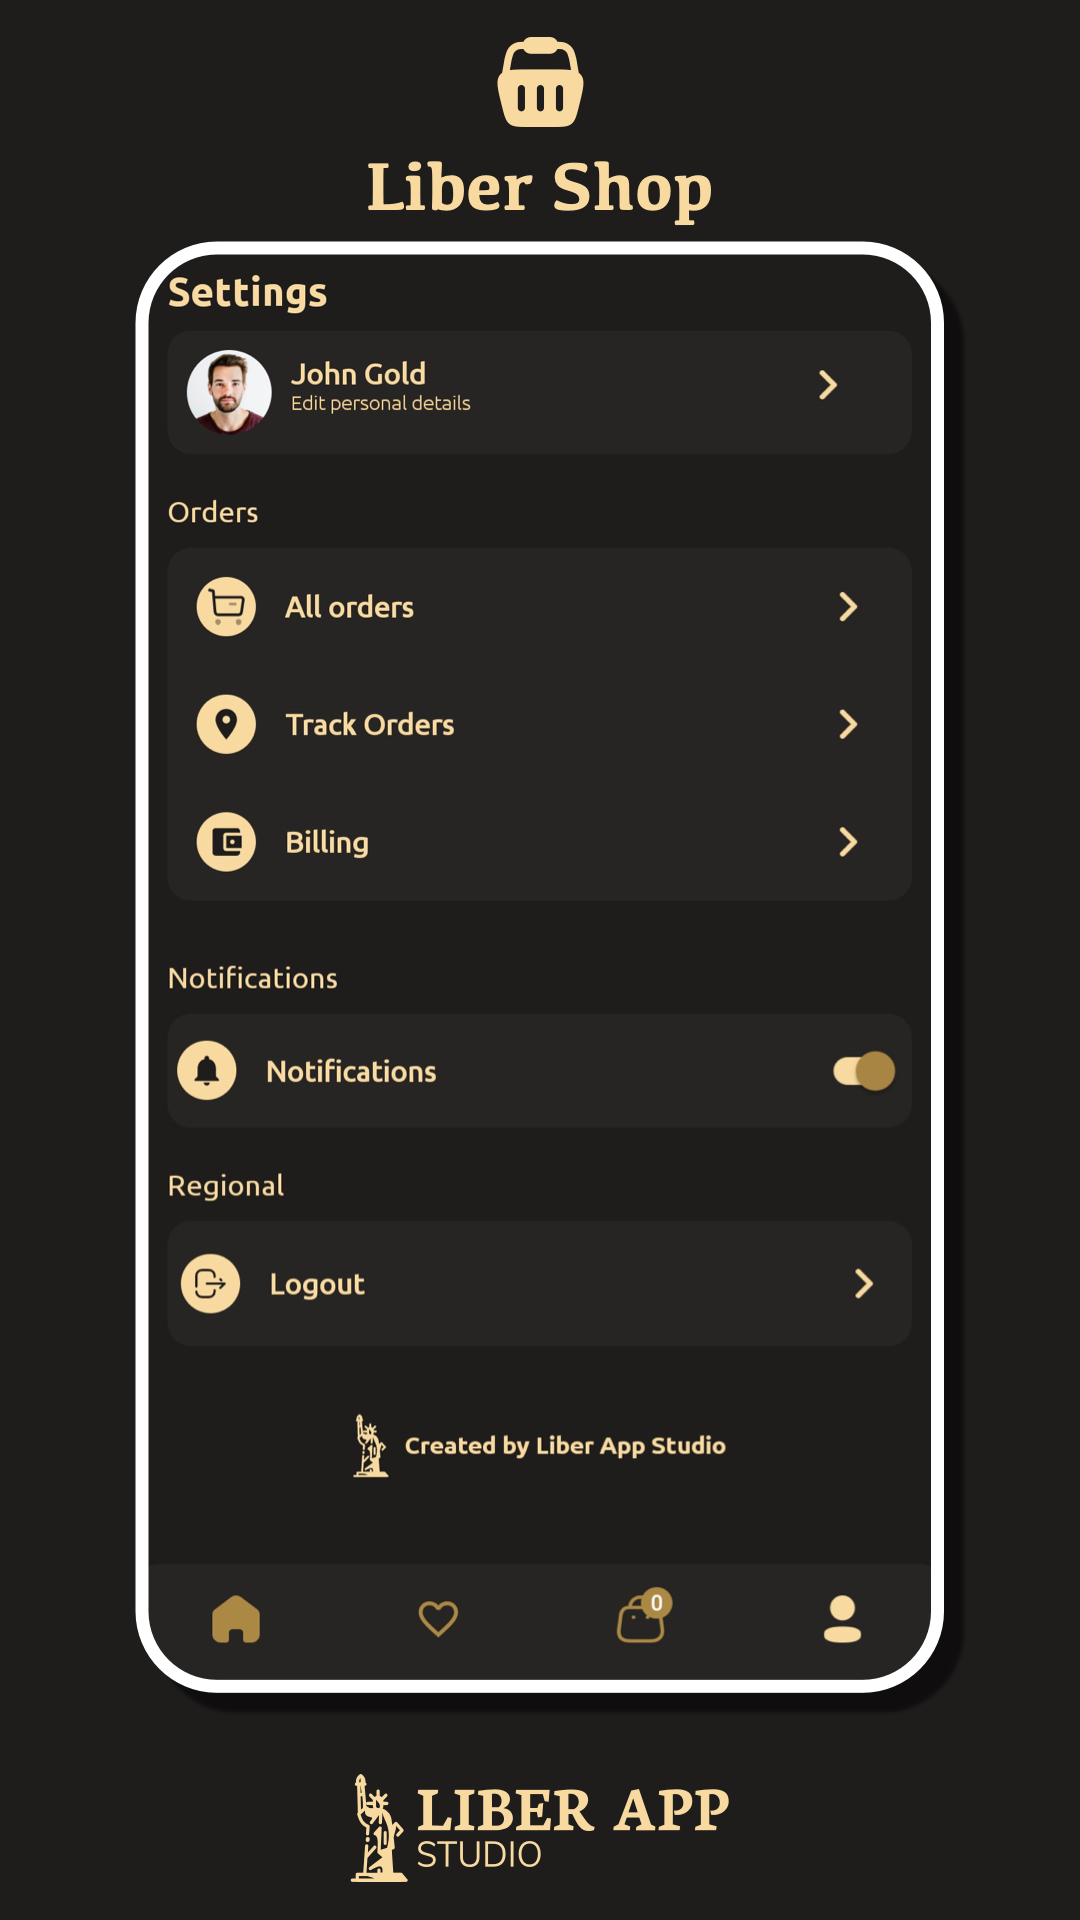 Liber Shop
Settings
John Gold
Edit personal details
Orders
All orders
Track Orders
Billing
Notifications
Notifications
Regional
Logout
Created by Liber App Studio
0
LIBER APP
STUDIO